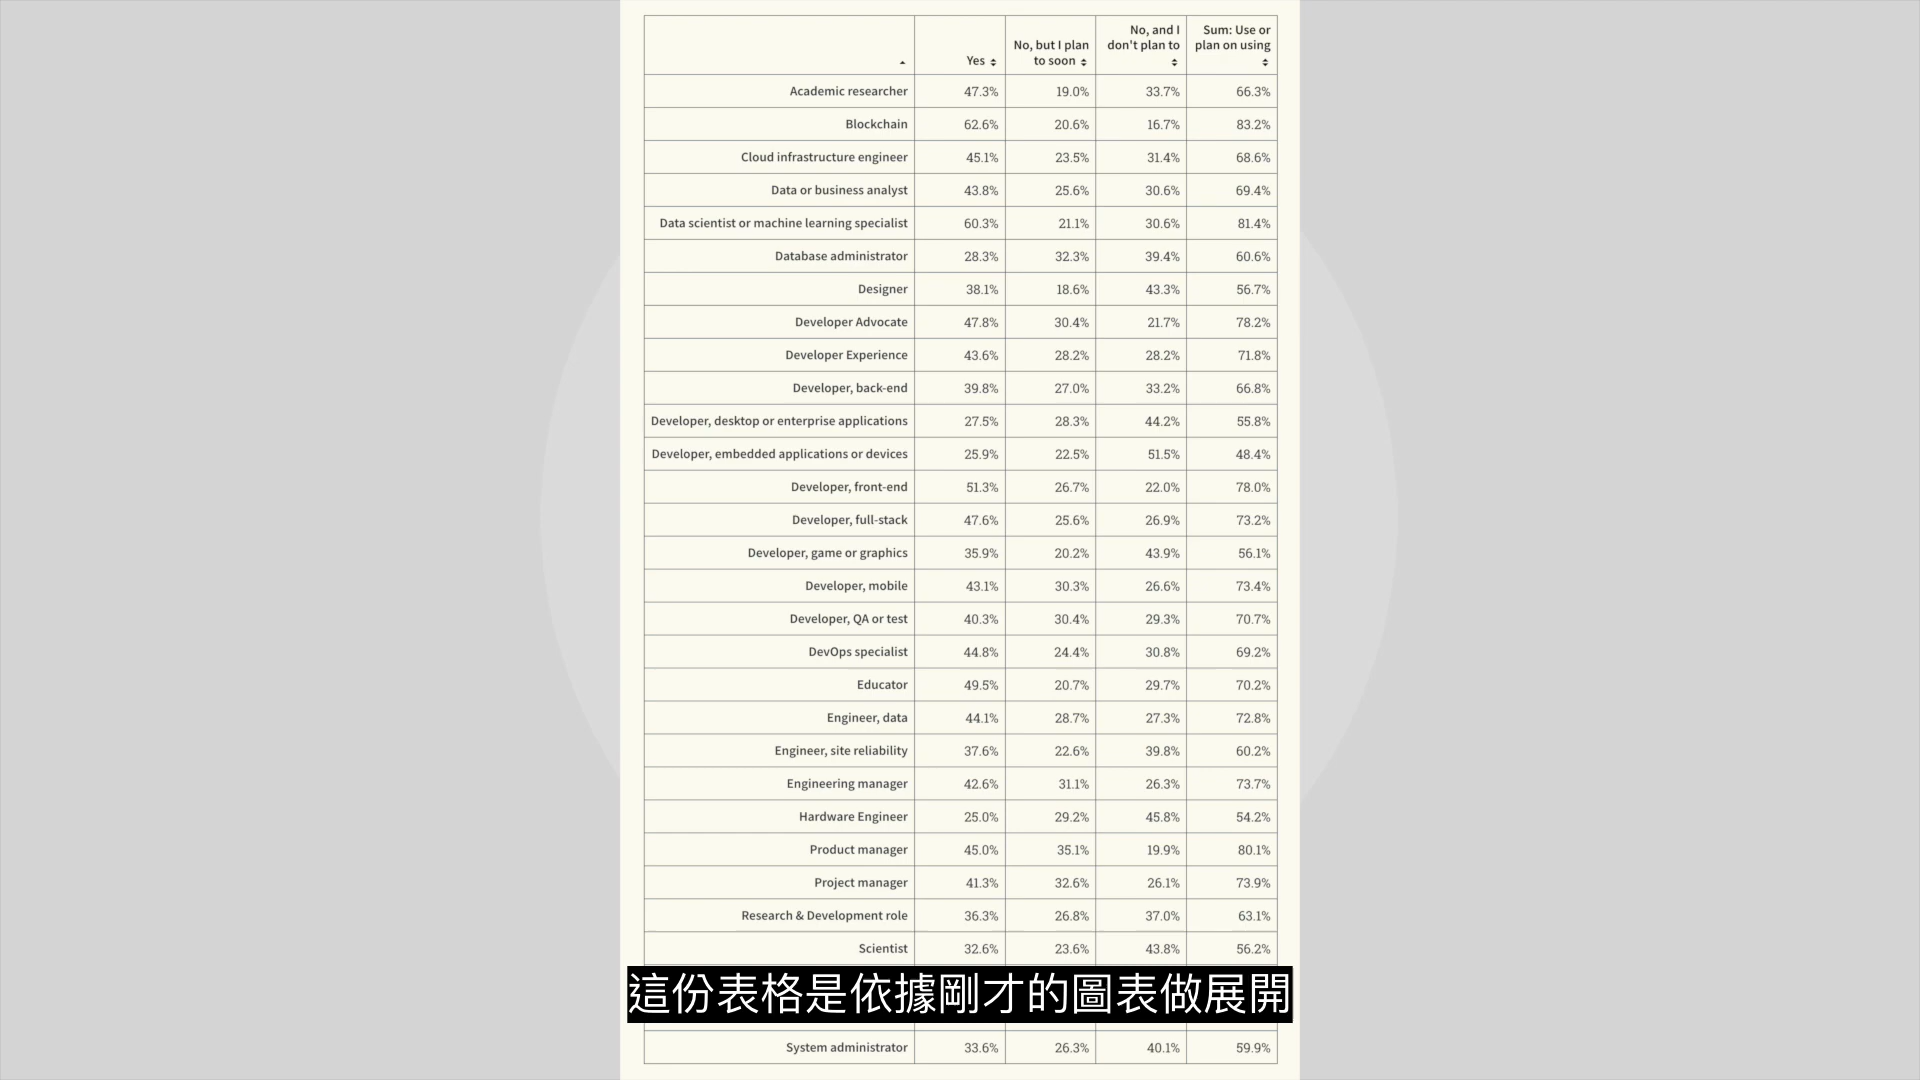 Yes
No, but I plan to soon
No, and I don't plan to
Sum: Use or plan on using
Academic researcher 47.3% 19.0% 33.7% 66.3%
Blockchain 62.6% 20.6% 16.7% 83.2%
Cloud infrastructure engineer 45.1% 23.5% 31.4% 68.6%
Data or business analyst 43.8% 25.6% 30.6% 69.4%
Data scientist or machine learning specialist 60.3% 21.1% 30.6% 81.4%
Database administrator 28.3% 32.3% 39.4% 60.6%
Designer 38.1% 18.6% 43.3% 56.7%
Developer Advocate 47.8% 30.4% 21.7% 78.2%
Developer Experience 43.6% 28.2% 28.2% 71.8%
Developer, back-end 39.8% 27.0% 33.2% 66.8%
Developer, desktop or enterprise applications 27.5% 28.3% 44.2% 55.8%
Developer, embedded applications or devices 25.9% 22.5% 51.5% 48.4%
Developer, front-end 51.3% 26.7% 22.0% 78.0%
Developer, full-stack 47.6% 25.6% 26.9% 73.2%
Developer, game or graphics 35.9% 20.2% 43.9% 56.1%
Developer, mobile 43.1% 30.3% 26.6% 73.4%
Developer, QA or test 40.3% 30.4% 29.3% 70.7%
DevOps specialist 44.8% 24.4% 30.8% 69.2%
Educator 49.5% 20.7% 29.7% 70.2%
Engineer, data 44.1% 28.7% 27.3% 72.8%
Engineer, site reliability 37.6% 22.6% 39.8% 60.2%
Engineering manager 42.6% 31.1% 26.3% 73.7%
Hardware Engineer 25.0% 29.2% 45.8% 54.2%
Product manager 45.0% 35.1% 19.9% 80.1%
Project manager 41.3% 32.6% 26.1% 73.9%
Research & Development role 36.3% 26.8% 37.0% 63.1%
Scientist 32.6% 23.6% 43.8% 56.2%
這份表格是依據剛才的圖表做展開
System administrator 33.6% 26.3% 40.1% 59.9%